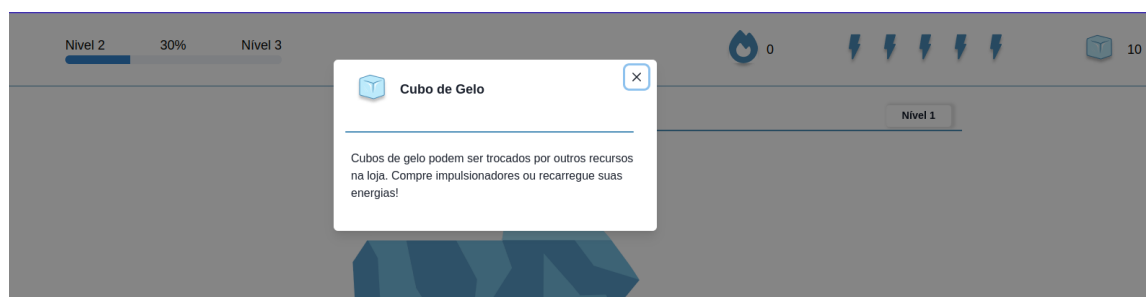 Nivel 2 30% Nível 3 0 10
Cubo de Gelo
Nível 1
Cubos de gelo podem ser trocados por outros recursos
na loja. Compre impulsionadores ou recarregue suas
energias!